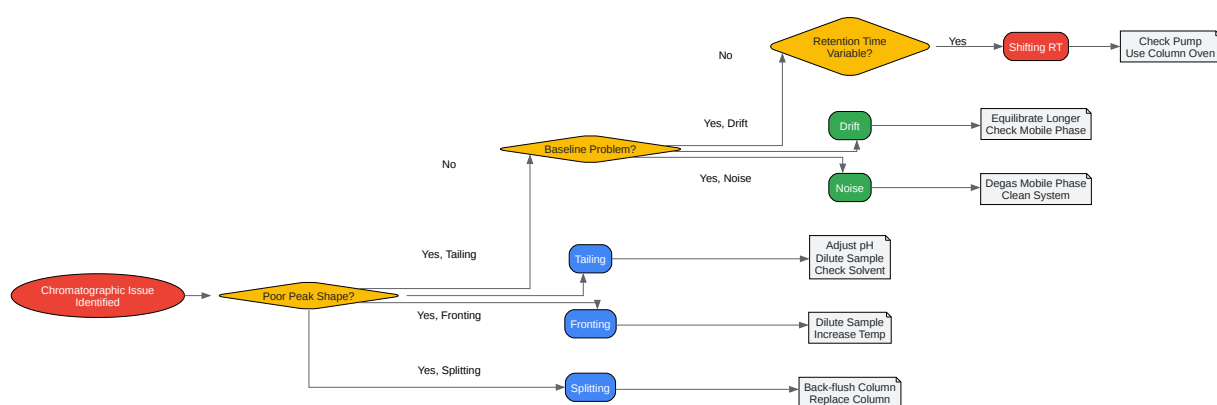 Retention Time
Variable?
Yes
Shifting RT
Check Pump
Use Column Oven
No
Yes, Drift
Drift
Equilibrate Longer
Check Mobile Phase
Baseline Problem?
No
Yes, Noise
Noise
Degas Mobile Phase
Clean System
Yes, Tailing
Tailing
Adjust pH
Dilute Sample
Check Solvent
Chromatographic Issue
Identified
Poor Peak Shape?
Yes, Fronting
Fronting
Dilute Sample
Increase Temp
Yes, Splitting
Splitting
Back-flush Column
Replace Column